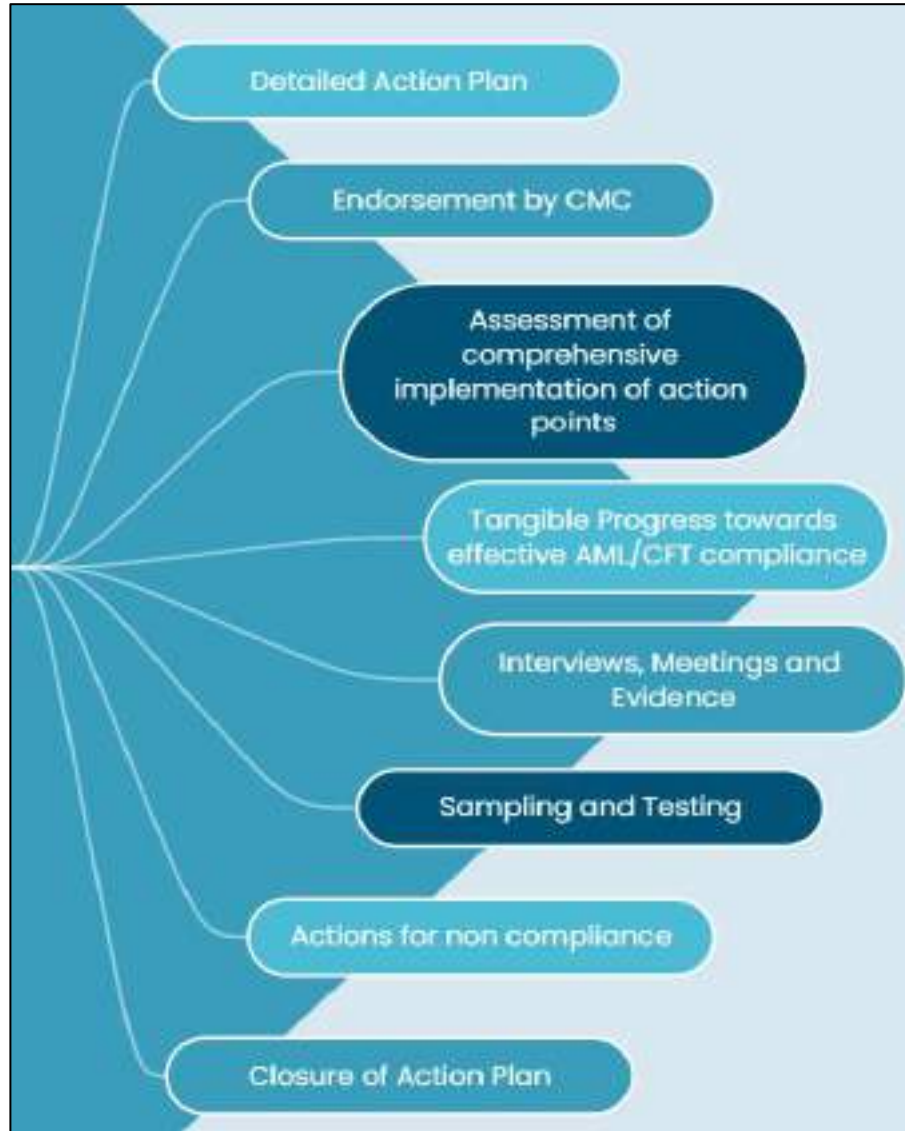 Detailed Action Plan
Endorsement by CMC
Assessment of
comprehensive
implementation of action
points
Tangible Progress towards
effective AML/CFT compliance
Interviews, Meetings and
Evidence
Sampling and Testing
Actions for non compliance
Closure of Action Plan